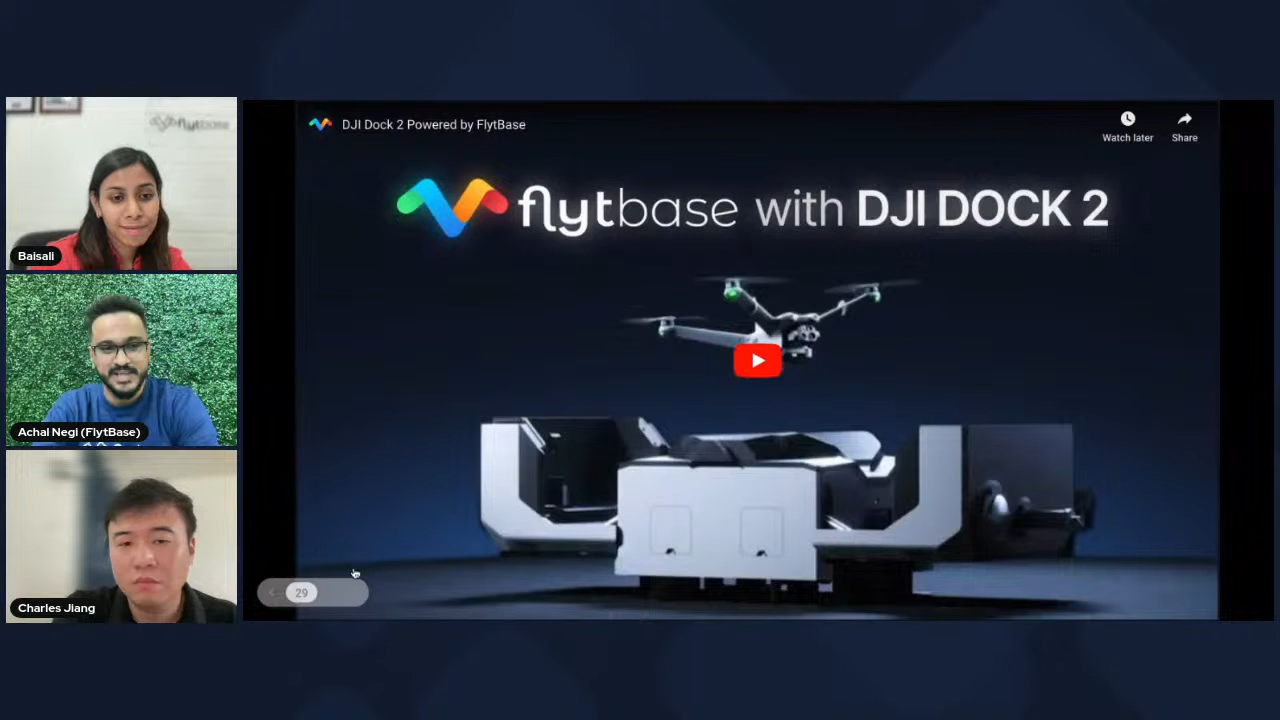 flytbase
Baisali
Achal Negi (FlytBase)
Charles Jiang
DJI Dock 2 Powered by FlytBase
Watch later
Share
flytbase with DJI DOCK 2
29